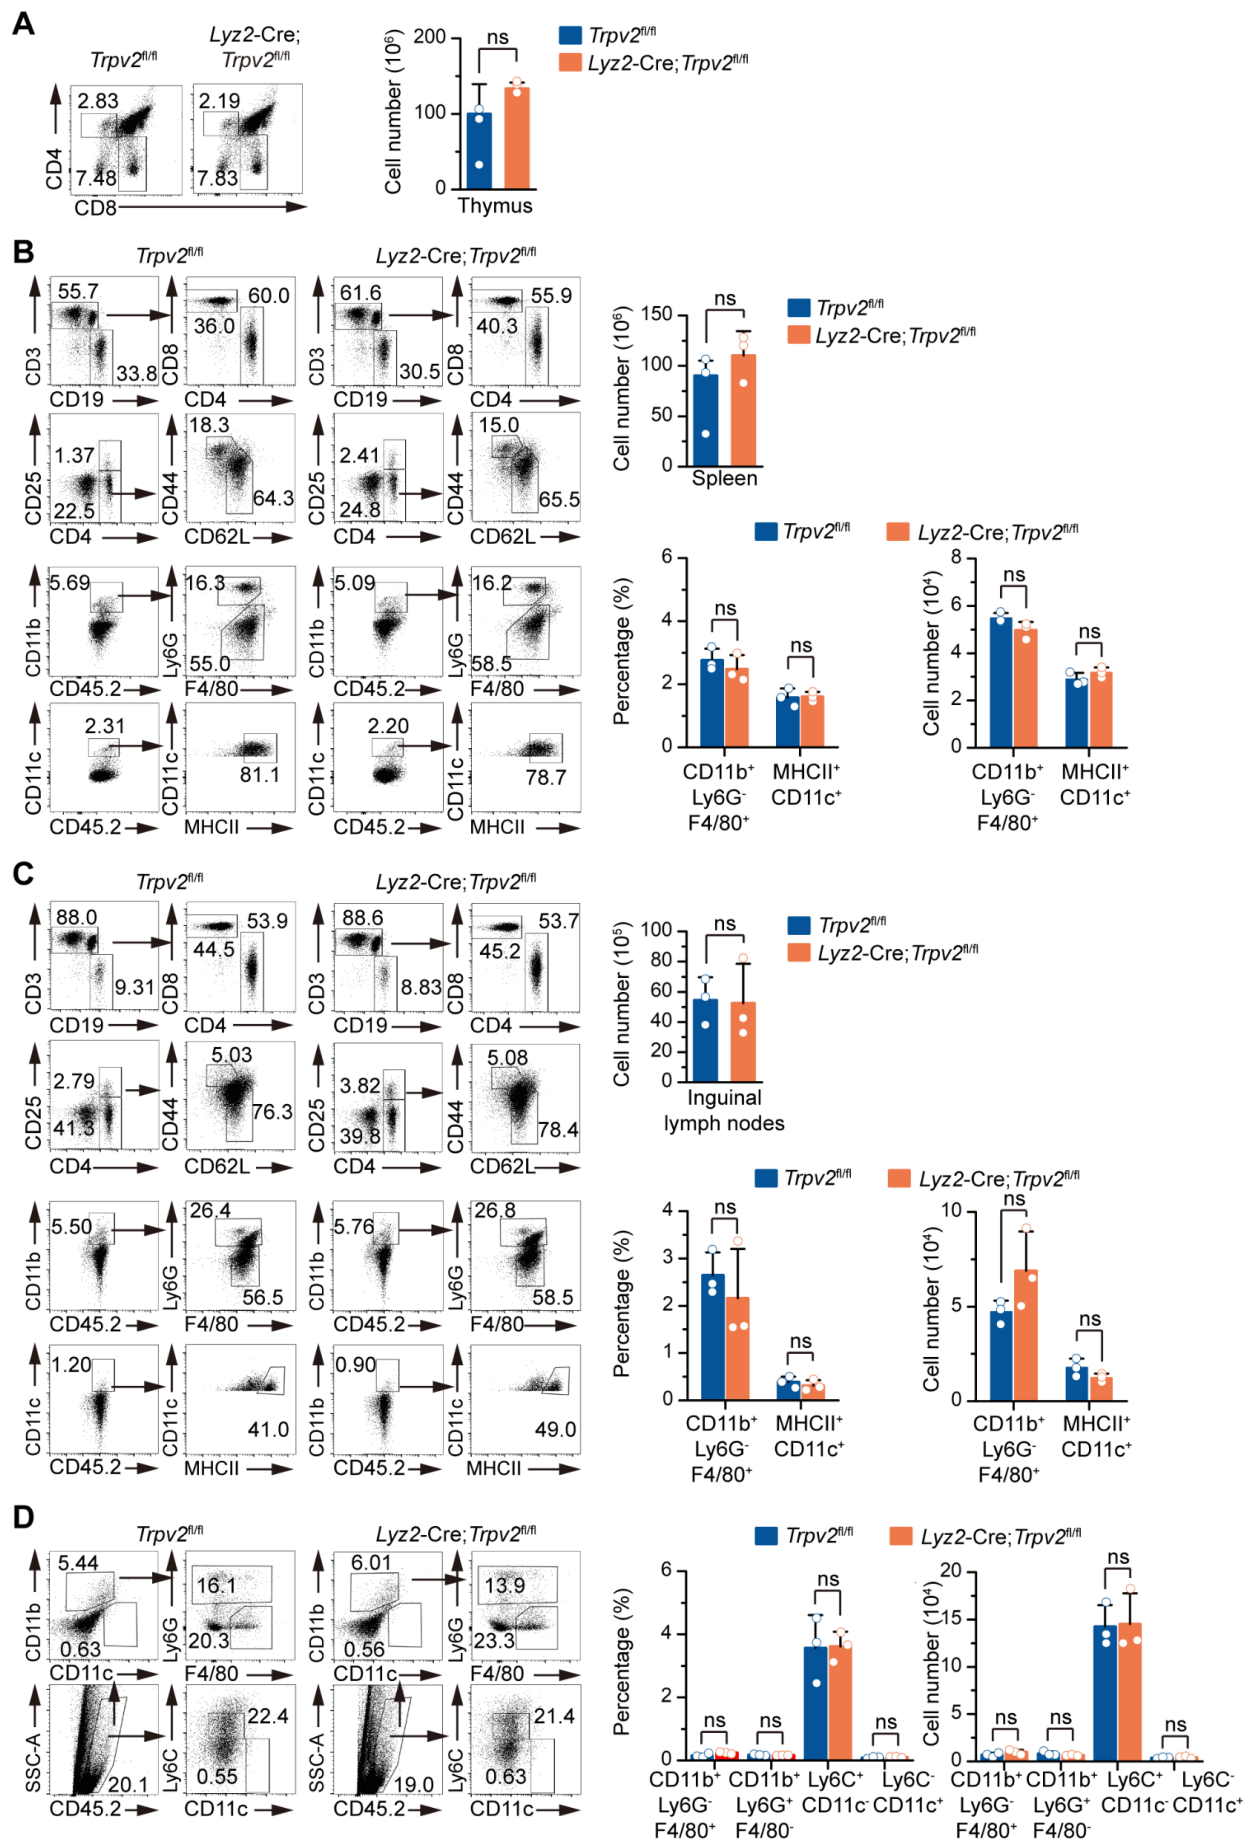 A
Trpv2fl/fl
Lyz2-Cre;
Trpv2fl/fl
2.83
7.48
2.19
7.83
CD4
CD8
Cell number (10⁶)
200
100
0
ns
Thymus
Trpv2fl/fl
Lyz2-Cre;Trpv2fl/fl
B
Trpv2fl/fl
Lyz2-Cre;Trpv2fl/fl
55.7
33.8
CD3
CD19
60.0
36.0
CD8
CD4
61.6
30.5
CD3
CD19
55.9
40.3
CD8
CD4
1.37
22.5
CD25
CD4
18.3
64.3
CD44
CD62L
2.41
24.8
CD25
CD4
15.0
65.5
CD44
CD62L
5.69
CD11b
CD45.2
16.3
55.0
Ly6G
F4/80
5.09
CD11b
CD45.2
16.2
58.5
Ly6G
F4/80
2.31
CD11c
CD45.2
81.1
CD11c
MHCII
2.20
CD11c
CD45.2
78.7
CD11c
MHCII
Cell number (10⁶)
150
100
50
0
ns
Spleen
Trpv2fl/fl
Lyz2-Cre;Trpv2fl/fl
Trpv2fl/fl
Lyz2-Cre;Trpv2fl/fl
Percentage (%)
6
4
2
0
ns
ns
CD11b⁺ MHCII⁺
Ly6G⁻ CD11c⁺
F4/80⁺
Cell number (10⁴)
8
6
4
2
0
ns
ns
CD11b⁺ MHCII⁺
Ly6G⁻ CD11c⁺
F4/80⁺
C
Trpv2fl/fl
Lyz2-Cre;Trpv2fl/fl
88.0
9.31
CD3
CD19
53.9
44.5
CD8
CD4
88.6
8.83
CD3
CD19
53.7
45.2
CD8
CD4
2.79
41.3
CD25
CD4
5.03
76.3
CD44
CD62L
3.82
39.8
CD25
CD4
5.08
78.4
CD44
CD62L
5.50
CD11b
CD45.2
26.4
56.5
Ly6G
F4/80
5.76
CD11b
CD45.2
26.8
58.5
Ly6G
F4/80
1.20
CD11c
CD45.2
41.0
CD11c
MHCII
0.90
CD11b
CD45.2
49.0
CD11c
MHCII
Cell number (10⁵)
100
80
60
40
20
0
ns
Inguinal
lymph nodes
Trpv2fl/fl
Lyz2-Cre;Trpv2fl/fl
Trpv2fl/fl
Lyz2-Cre;Trpv2fl/fl
Percentage (%)
4
3
2
1
0
ns
ns
CD11b⁺ MHCII⁺
Ly6G⁻ CD11c⁺
F4/80⁺
Cell number (10⁴)
10
5
0
ns
ns
CD11b⁺ MHCII⁺
Ly6G⁻ CD11c⁺
F4/80⁺
D
Trpv2fl/fl
Lyz2-Cre;Trpv2fl/fl
5.44
0.63
CD11b
CD11c
16.1
20.3
Ly6G
F4/80
6.01
0.56
CD11b
CD11c
13.9
23.3
Ly6G
F4/80
SSC-A
20.1
CD45.2
22.4
0.55
Ly6C
CD11c
SSC-A
19.0
CD45.2
21.4
0.63
Ly6C
CD11c
Trpv2fl/fl
Lyz2-Cre;Trpv2fl/fl
Percentage (%)
6
4
2
0
ns
ns
ns
ns
CD11b⁺ CD11b⁺ Ly6C⁺ Ly6C⁻
Ly6G⁻ Ly6G⁺ CD11c⁻ CD11c⁺
F4/80⁺ F4/80⁻
Cell number (10⁴)
20
15
10
5
0
ns
ns
ns
ns
CD11b⁺ CD11b⁺ Ly6C⁺ Ly6C⁻
Ly6G⁻ Ly6G⁺ CD11c⁻ CD11c⁺
F4/80⁺ F4/80⁻